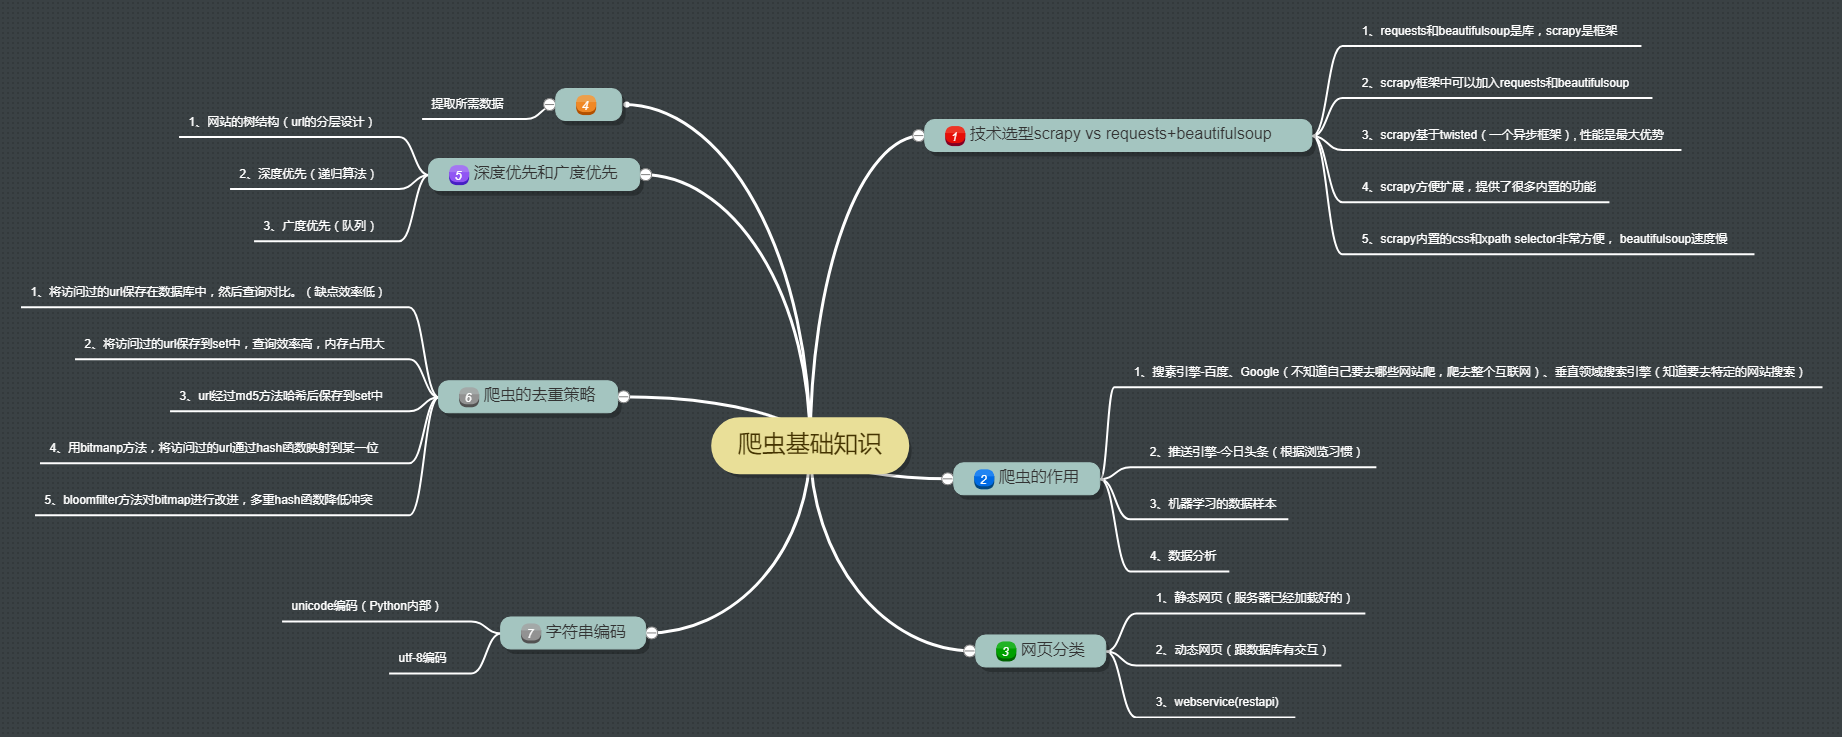 爬虫基础知识
1 技术选型scrapy vs requests+beautifulsoup
1、requests和beautifulsoup是库，scrapy是框架
2、scrapy框架中可以加入requests和beautifulsoup
3、scrapy基于twisted（一个异步框架）, 性能是最大优势
4、scrapy方便扩展，提供了很多内置的功能
5、scrapy内置的css和xpath selector非常方便， beautifulsoup速度慢
2 爬虫的作用
1、搜素引擎-百度、Google（不知道自己要去哪些网站爬，爬去整个互联网）、垂直领域搜索引擎（知道要去特定的网站搜索）
2、推送引擎-今日头条（根据浏览习惯）
3、机器学习的数据样本
4、数据分析
3 网页分类
1、静态网页（服务器已经加载好的）
2、动态网页（跟数据库有交互）
3、webservice(restapi)
4
提取所需数据
5 深度优先和广度优先
1、网站的树结构（url的分层设计）
2、深度优先（递归算法）
3、广度优先（队列）
6 爬虫的去重策略
1、将访问过的url保存在数据库中，然后查询对比。（缺点效率低）
2、将访问过的url保存到set中，查询效率高，内存占用大
3、url经过md5方法哈希后保存到set中
4、用bitmanp方法，将访问过的url通过hash函数映射到某一位
5、bloomfilter方法对bitmap进行改进，多重hash函数降低冲突
7 字符串编码
unicode编码（Python内部）
utf-8编码